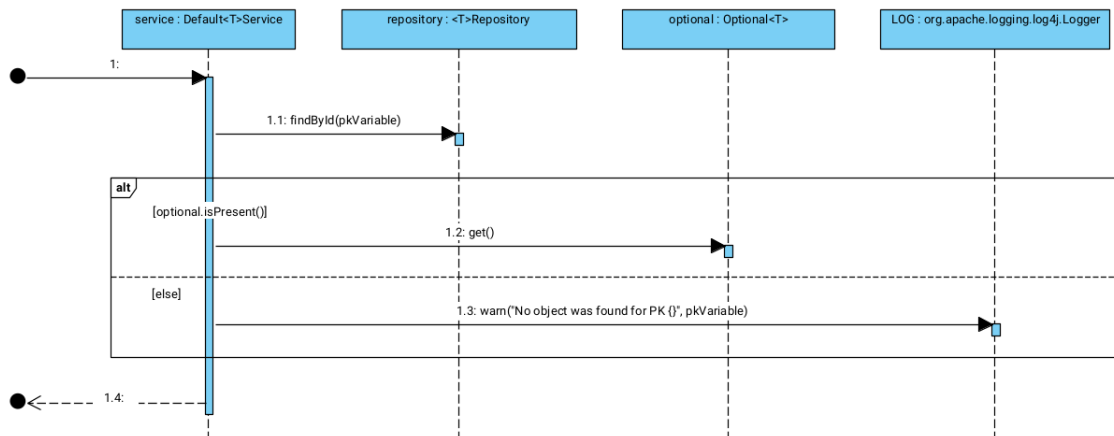 service : Default<T>Service
repository : <T>Repository
optional : Optional<T>
LOG : org.apache.logging.log4j.Logger
1:
1.1: findById(pkVariable)
alt
[optional.isPresent()]
1.2: get()
[else]
1.3: warn("No object was found for PK {}", pkVariable)
1.4: